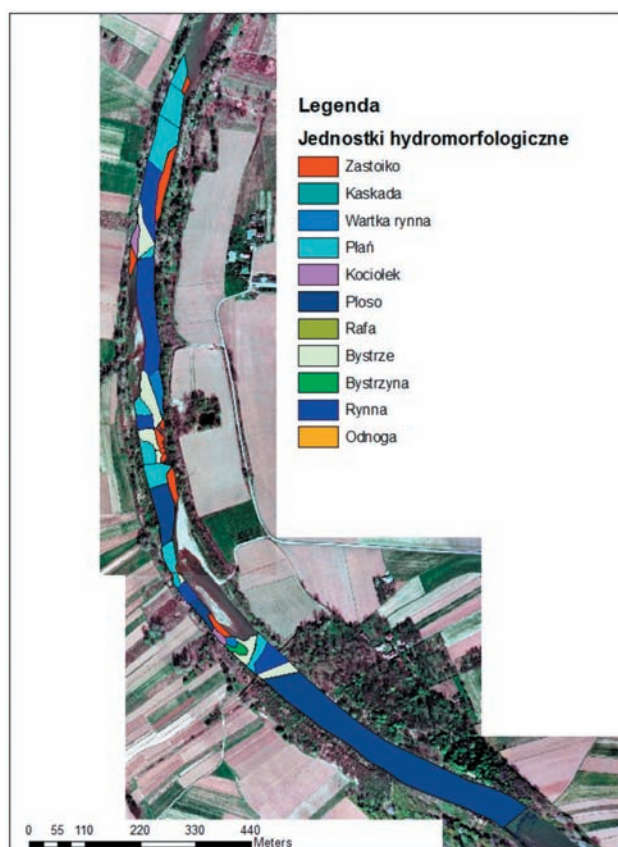 Legenda
Jednostki hydromorfologiczne
Zastoiko
Kaskada
Wartka rynna
Płań
Kociołek
Ploso
Rafa
Bystrze
Bystrzyna
Rynna
Odnoga
0 55 110 220 330 440
Meters